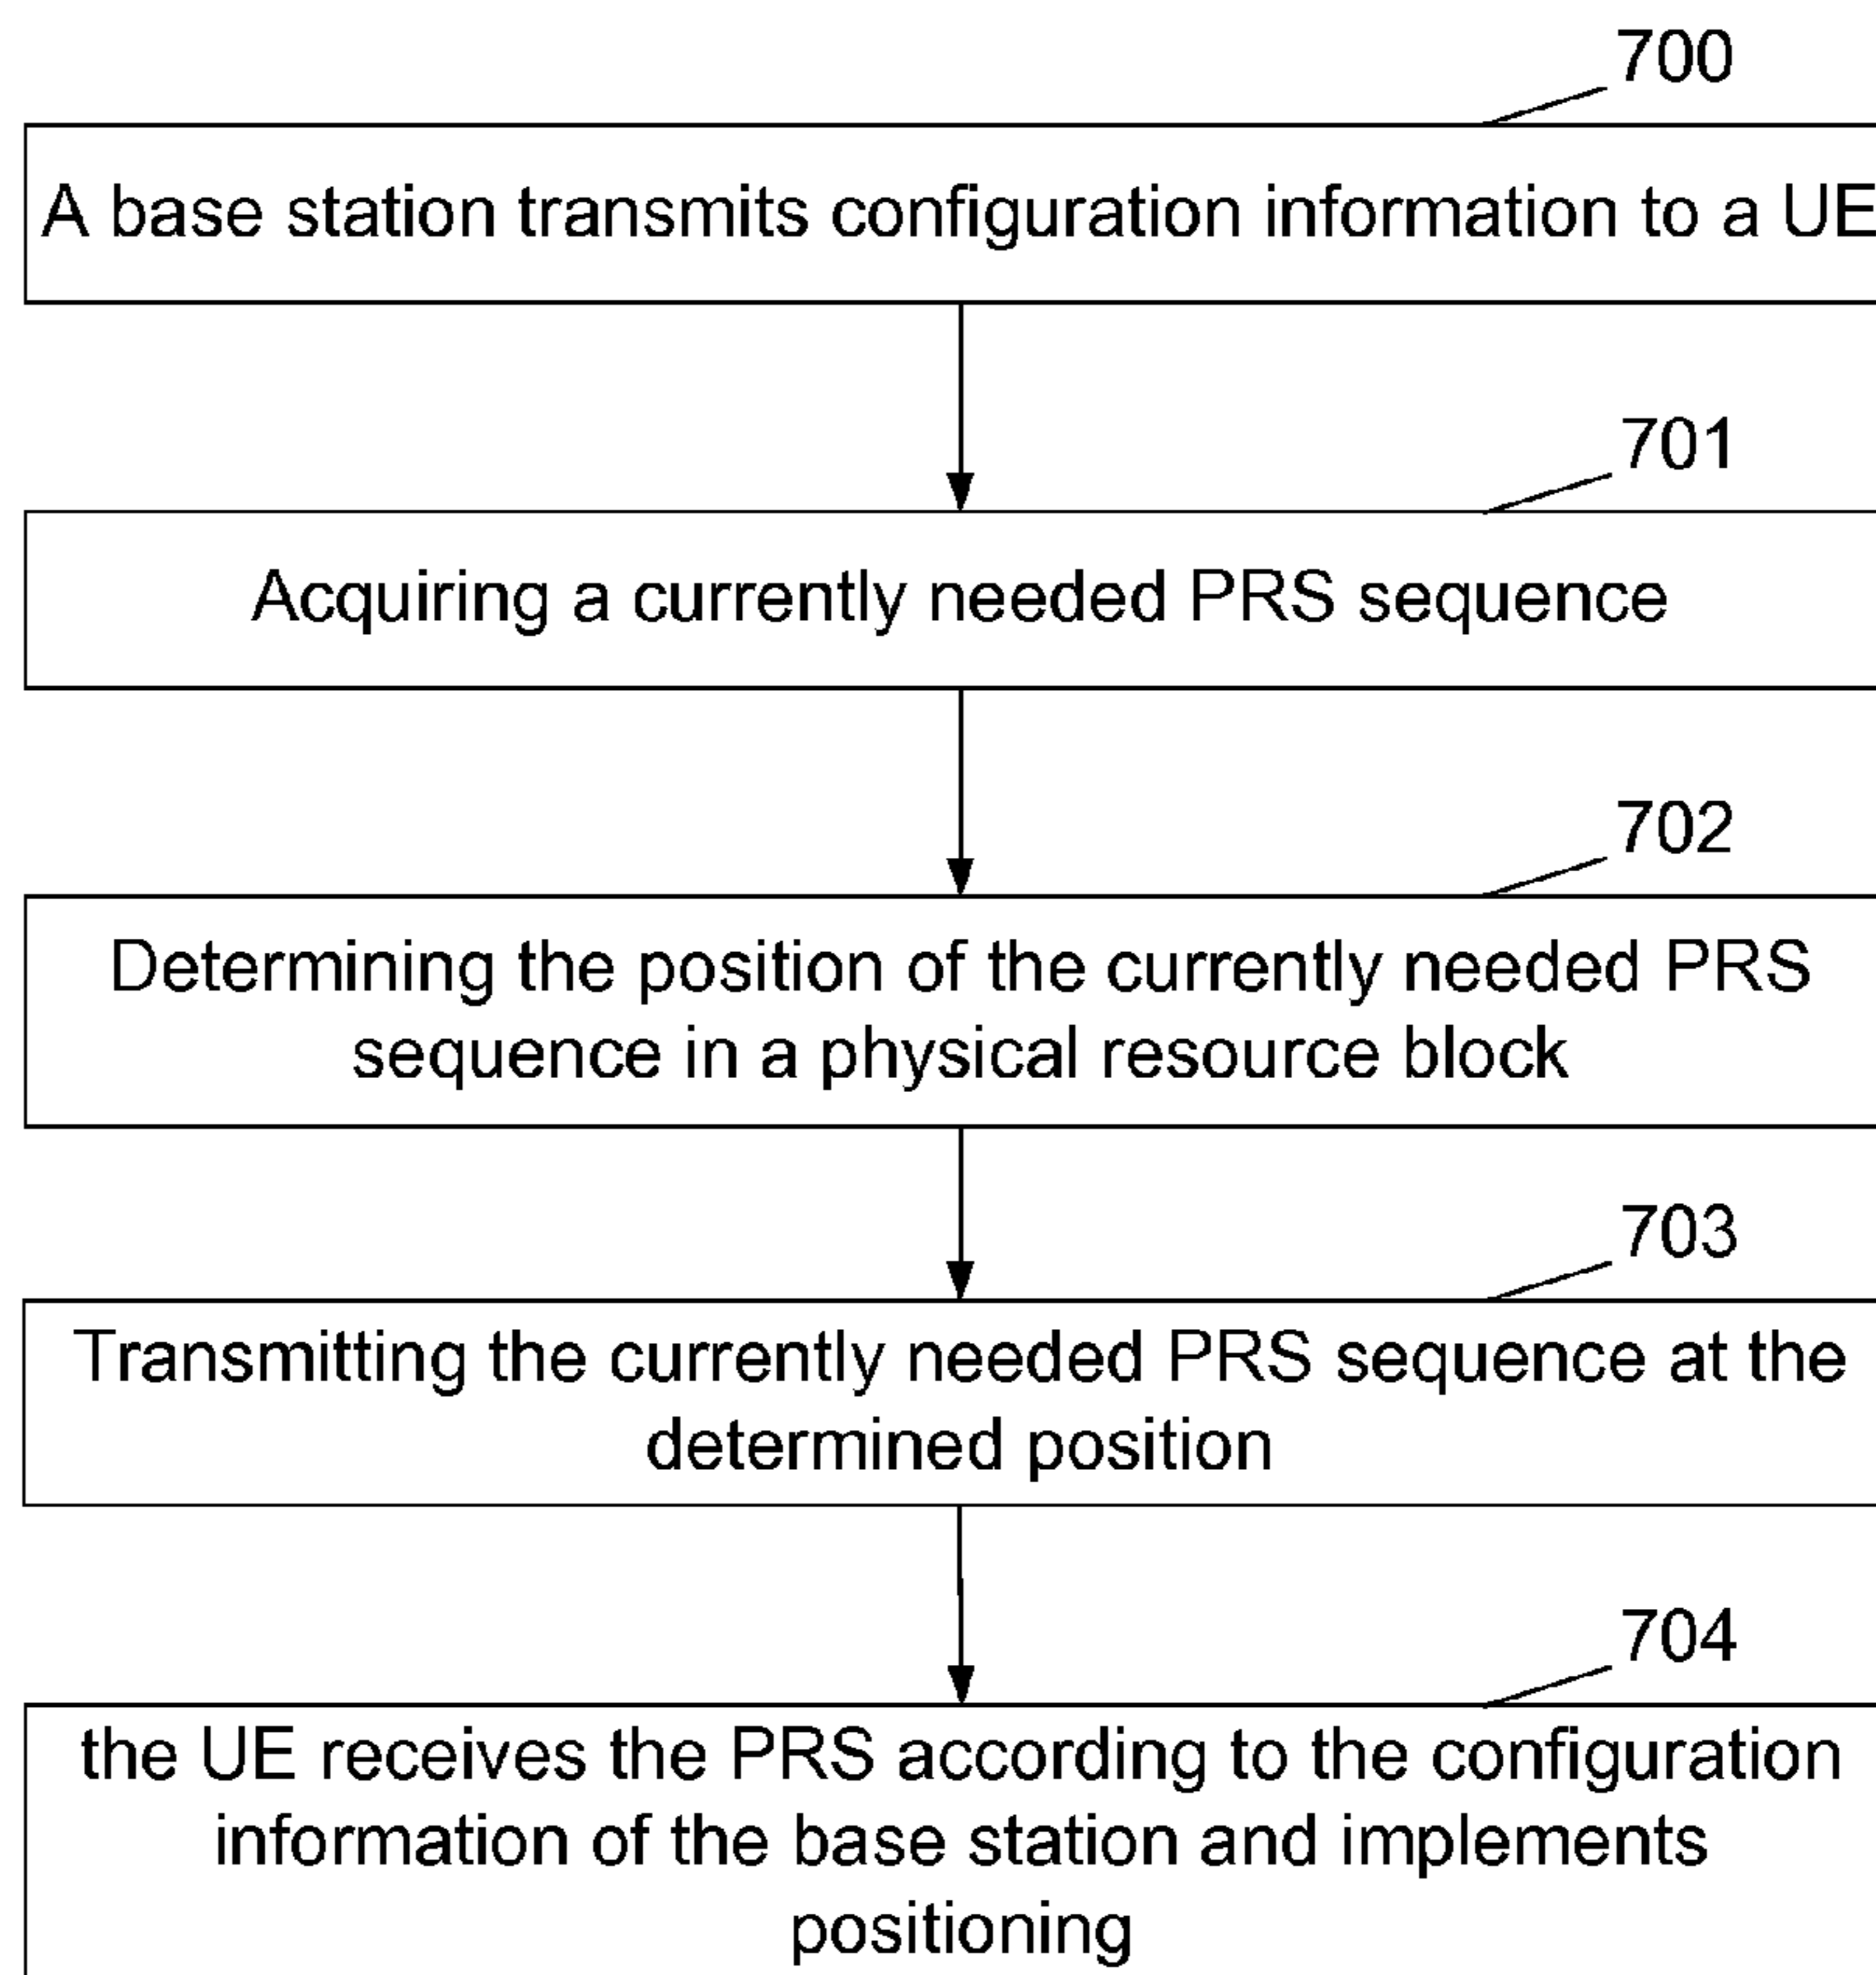 700
A base station transmits configuration information to a UE
701
Acquiring a currently needed PRS sequence
702
Determining the position of the currently needed PRS
sequence in a physical resource block
703
Transmitting the currently needed PRS sequence at the
determined position
704
the UE receives the PRS according to the configuration
information of the base station and implements
positioning